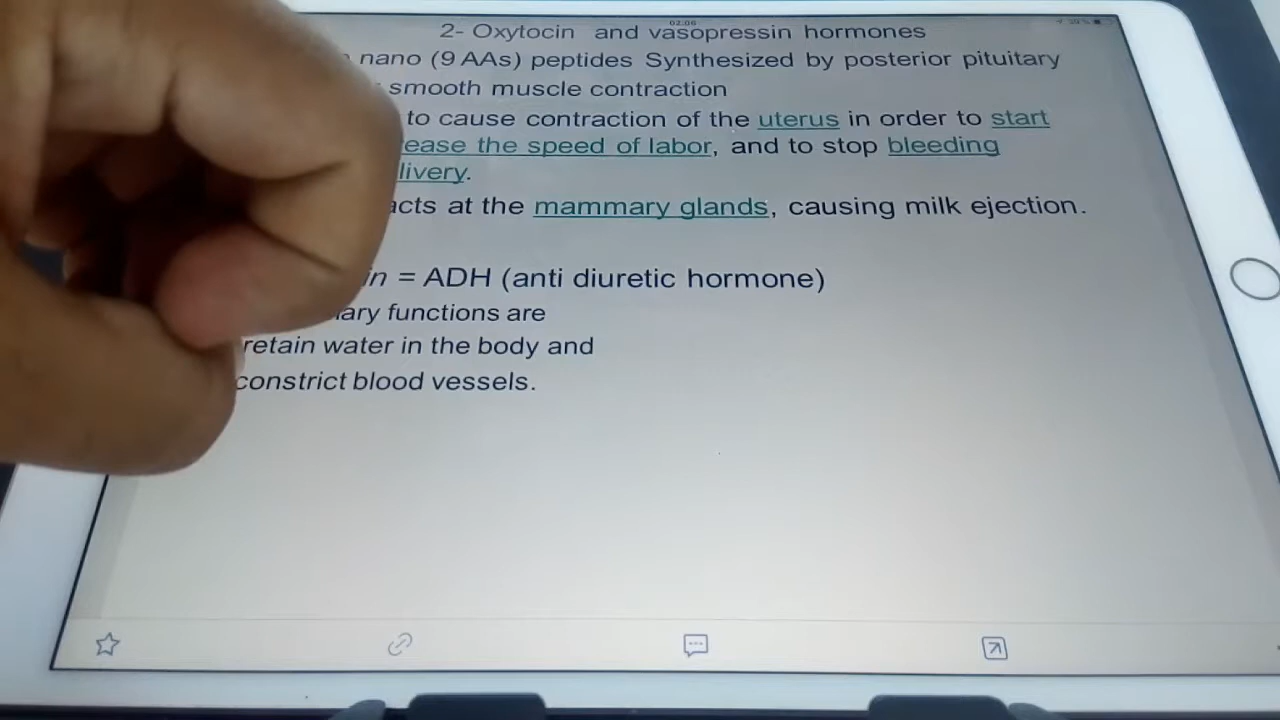 02:06
2- Oxytocin and vasopressin hormones
nano (9 AAs) peptides Synthesized by posterior pituitary
smooth muscle contraction
to cause contraction of the uterus in order to start
ease the speed of labor, and to stop bleeding
livery.
acts at the mammary glands, causing milk ejection.
in = ADH (anti diuretic hormone)
ary functions are
retain water in the body and
constrict blood vessels.